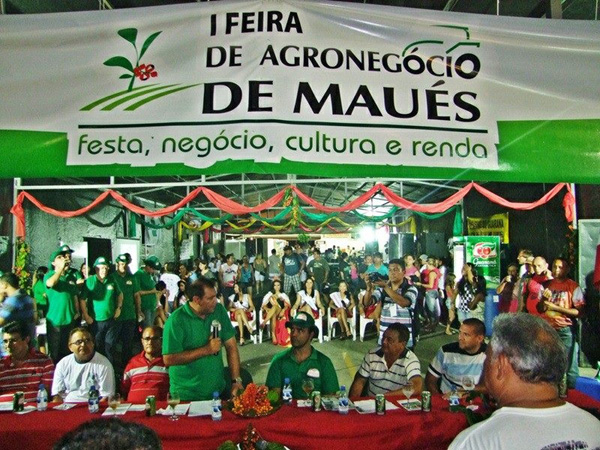 I FEIRA
DE AGRONEGÓCIO
DE MAUÉS
festa, negócio, cultura e renda